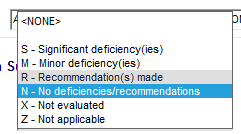 <NONE>
S - Significant deficiency(ies)
M - Minor deficiency(ies)
R - Recommendation(s) made
N - No deficiencies/recommendations
X - Not evaluated
Z - Not applicable